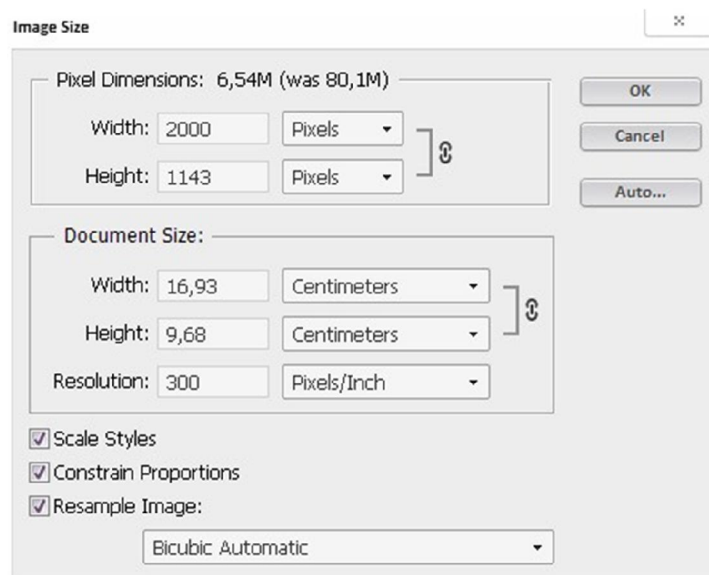 Image Size
Pixel Dimensions: 6,54M (was 80,1M)
Width: 2000 Pixels
Height: 1143 Pixels
OK
Cancel
Auto...
Document Size:
Width: 16,93 Centimeters
Height: 9,68 Centimeters
Resolution: 300 Pixels/Inch
Scale Styles
Constrain Proportions
Resample Image:
Bicubic Automatic